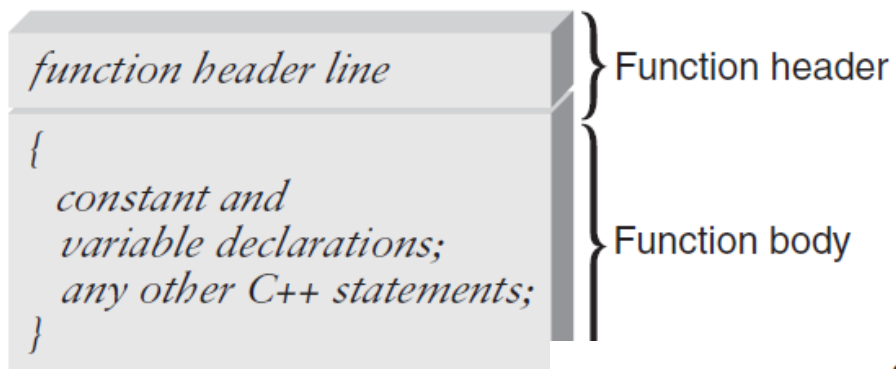 function header line
Function header
{
constant and
variable declarations;
any other C++ statements;
}
Function body